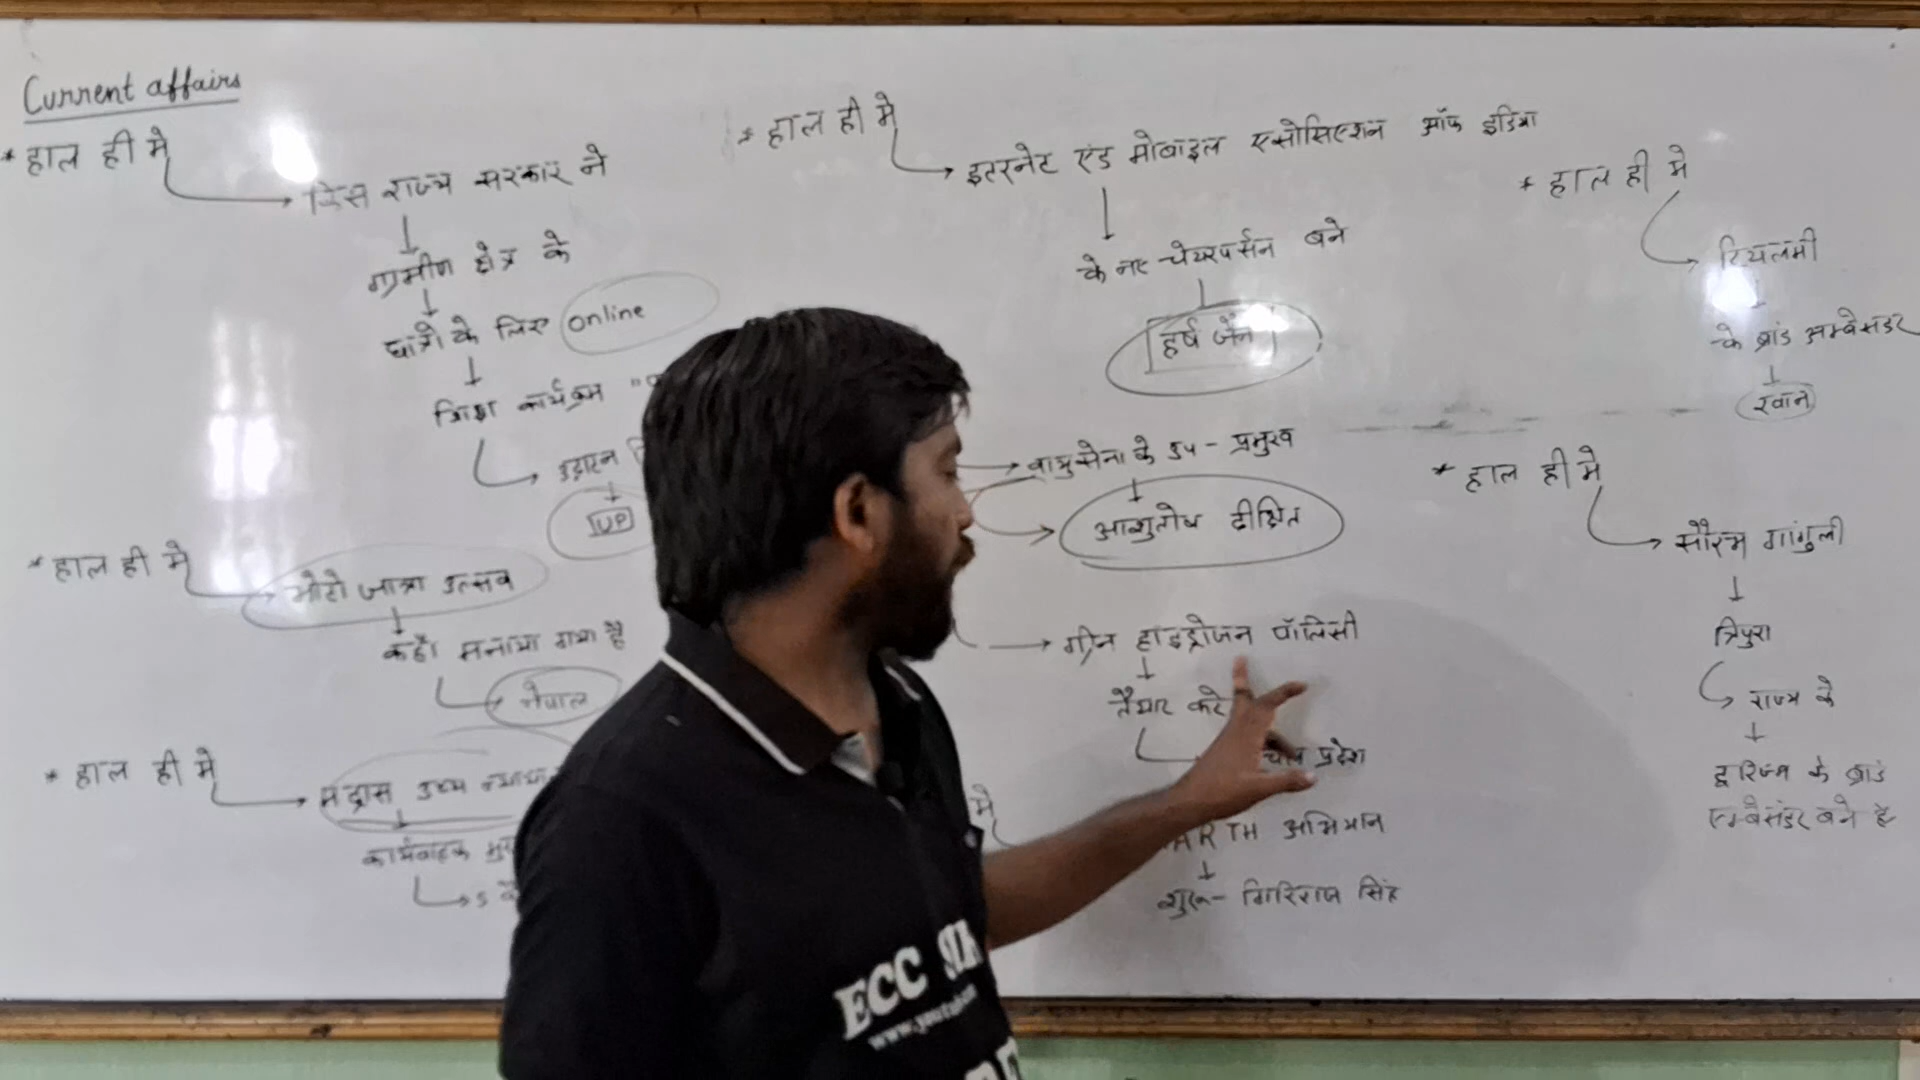 Current affairs
* हाल ही मे
किस राज्य सरकार ने
ग्रामीण क्षेत्र के
छात्रो के लिए online
शिक्षा कार्यक्रम "
उड़ान
UP
* हाल ही मे
भोटो जात्रा उत्सव
कहाँ मनाया गया है
नेपाल
* हाल ही मे
मद्रास उच्च
कार्यवाहक
* हाल ही मे
इंटरनेट एंड मोबाइल एसोसिएशन ऑफ इंडिया
के नए चेयरपर्सन बने
हर्ष जैन
वायुसेना के उप - प्रमुख
आशुतोष दीक्षित
ग्रीन हाइड्रोजन पॉलिसी
तैयार करे
प्रदेश
मे
ARTH अभियान
शुरू - गिरिराज सिंह
* हाल ही मे
रियलमी
के ब्रांड अम्बेसडर
* हाल ही मे
सौरभ गांगुली
त्रिपुरा
राज्य के
टूरिज्म के ब्रांड
एम्बेसडर बने है
ECC SIR